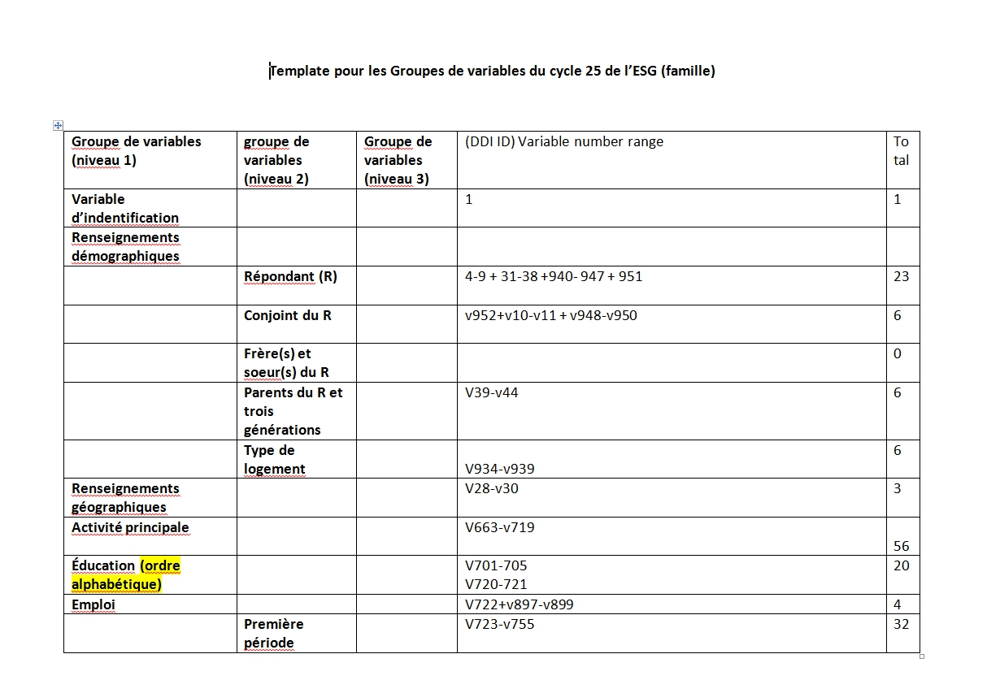 Template pour les Groupes de variables du cycle 25 de l'ESG (famille)
Groupe de variables (niveau 1) groupe de variables (niveau 2) Groupe de variables (niveau 3) (DDI ID) Variable number range To tal
Variable d'indentification 1 1
Renseignements démographiques
Répondant (R) 4-9 + 31-38 +940- 947 + 951 23
Conjoint du R v952+v10-v11 + v948-v950 6
Frère(s) et soeur(s) du R 0
Parents du R et trois générations V39-v44 6
Type de logement V934-v939 6
Renseignements géographiques V28-v30 3
Activité principale V663-v719 56
Éducation (ordre alphabétique) V701-705 V720-721 20
Emploi V722+v897-v899 4
Première période V723-v755 32